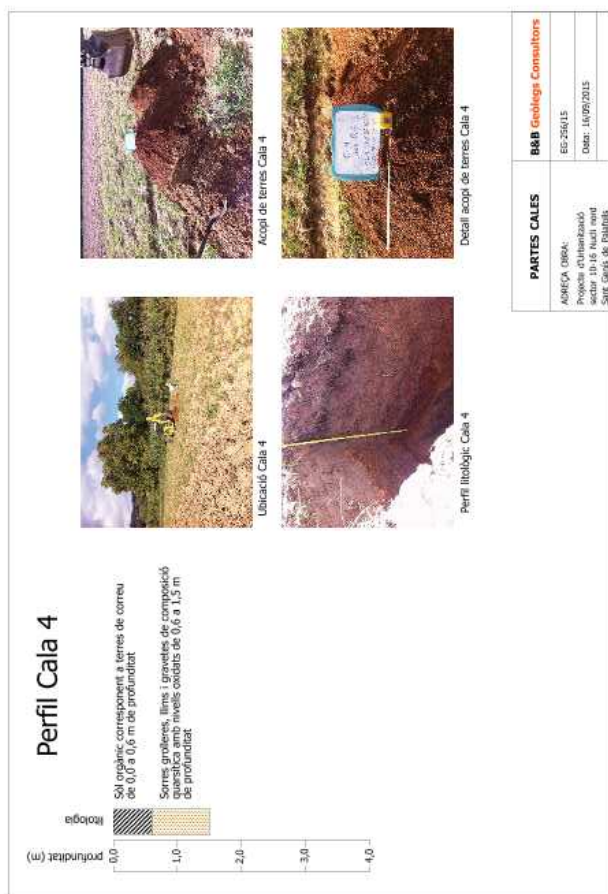 Perfil Cala 4
profunditat (m)
litologia
0,0
1,0
2,0
3,0
4,0
Sòl orgànic corresponent a terres de correu
de 0,0 a 0,6 m de profunditat
Sorres grolleres, llims i gravetes de composició
quarsítica amb nivells oxidats de 0,6 a 1,5 m
de profunditat
Ubicació Cala 4
Acopi de terres Cala 4
Perfil litològic Cala 4
Detall acopi de terres Cala 4
PARTES CALES
B&B Geòlegs Consultors
ADREÇA OBRA:
Projecte d'Urbanització
sector 10-16 Nucli nord
Sant Genís de Palafolls
EG-256/15
Data: 16/09/2015